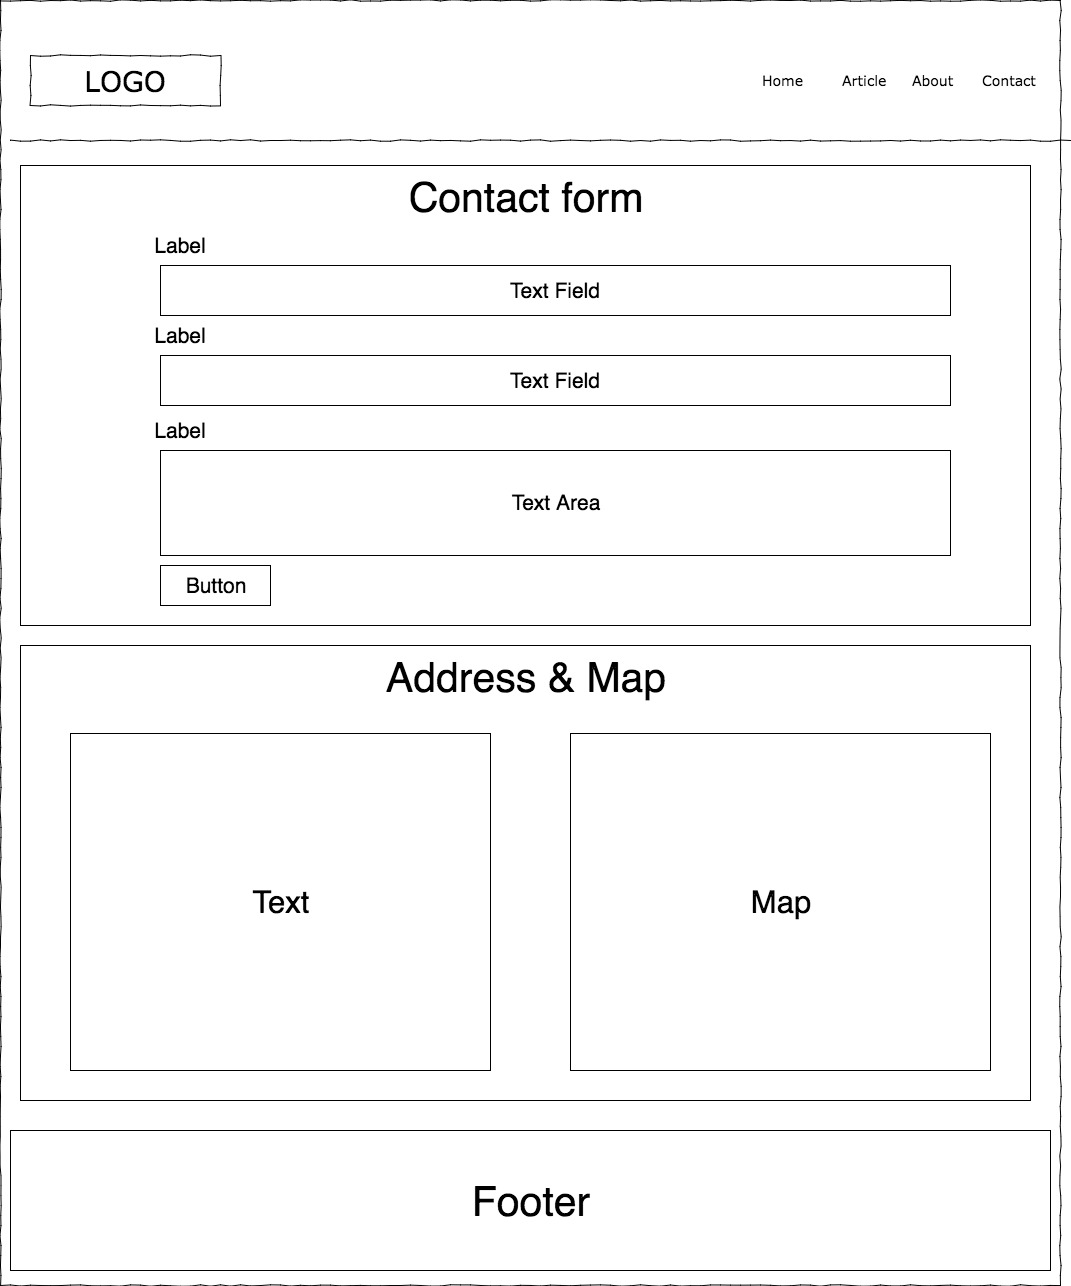 LOGO
Home Article About Contact
Contact form
Label
Text Field
Label
Text Field
Label
Text Area
Button
Address & Map
Text
Map
Footer